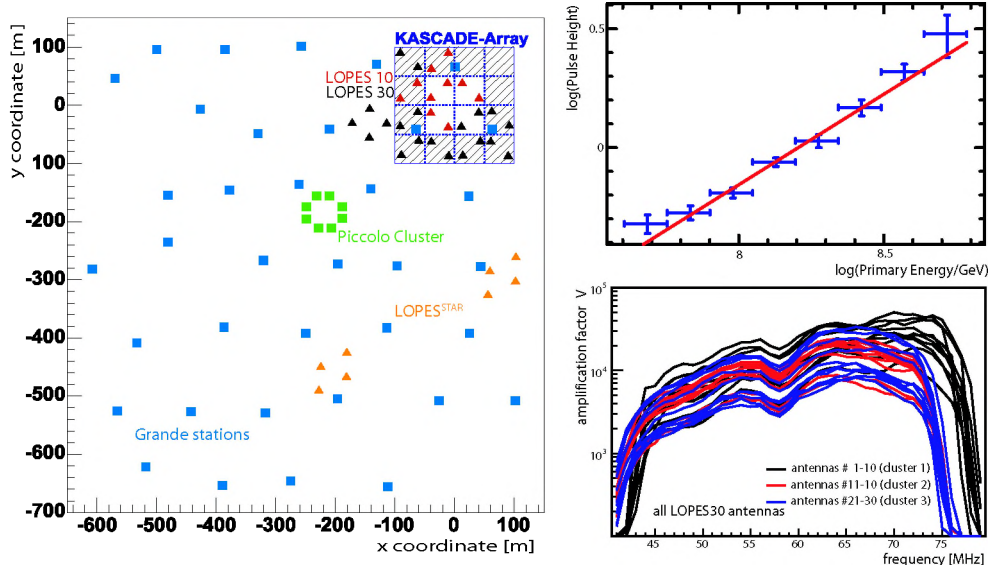 y coordinate [m]
100
0
100
-200
-300
-400
-500
-600
-700
-600
-500
-400
-300
-200
-100
0
100
x coordinate [m]
KASCADE-Array
LOPES 10
LOPES 30
Piccolo Cluster
LOPES STAR
Grande stations
log(Pulse Height)
0.5
0
8
8.5
log(Primary Energy/GeV)
amplification factor V
10^5
10^4
10^3
antennas # 1-10 (cluster 1)
antennas #11-10 (cluster 2)
antennas #21-30 (cluster 3)
all LOPES30 antennas
45
50
55
60
65
70
75
frequency [MHz]